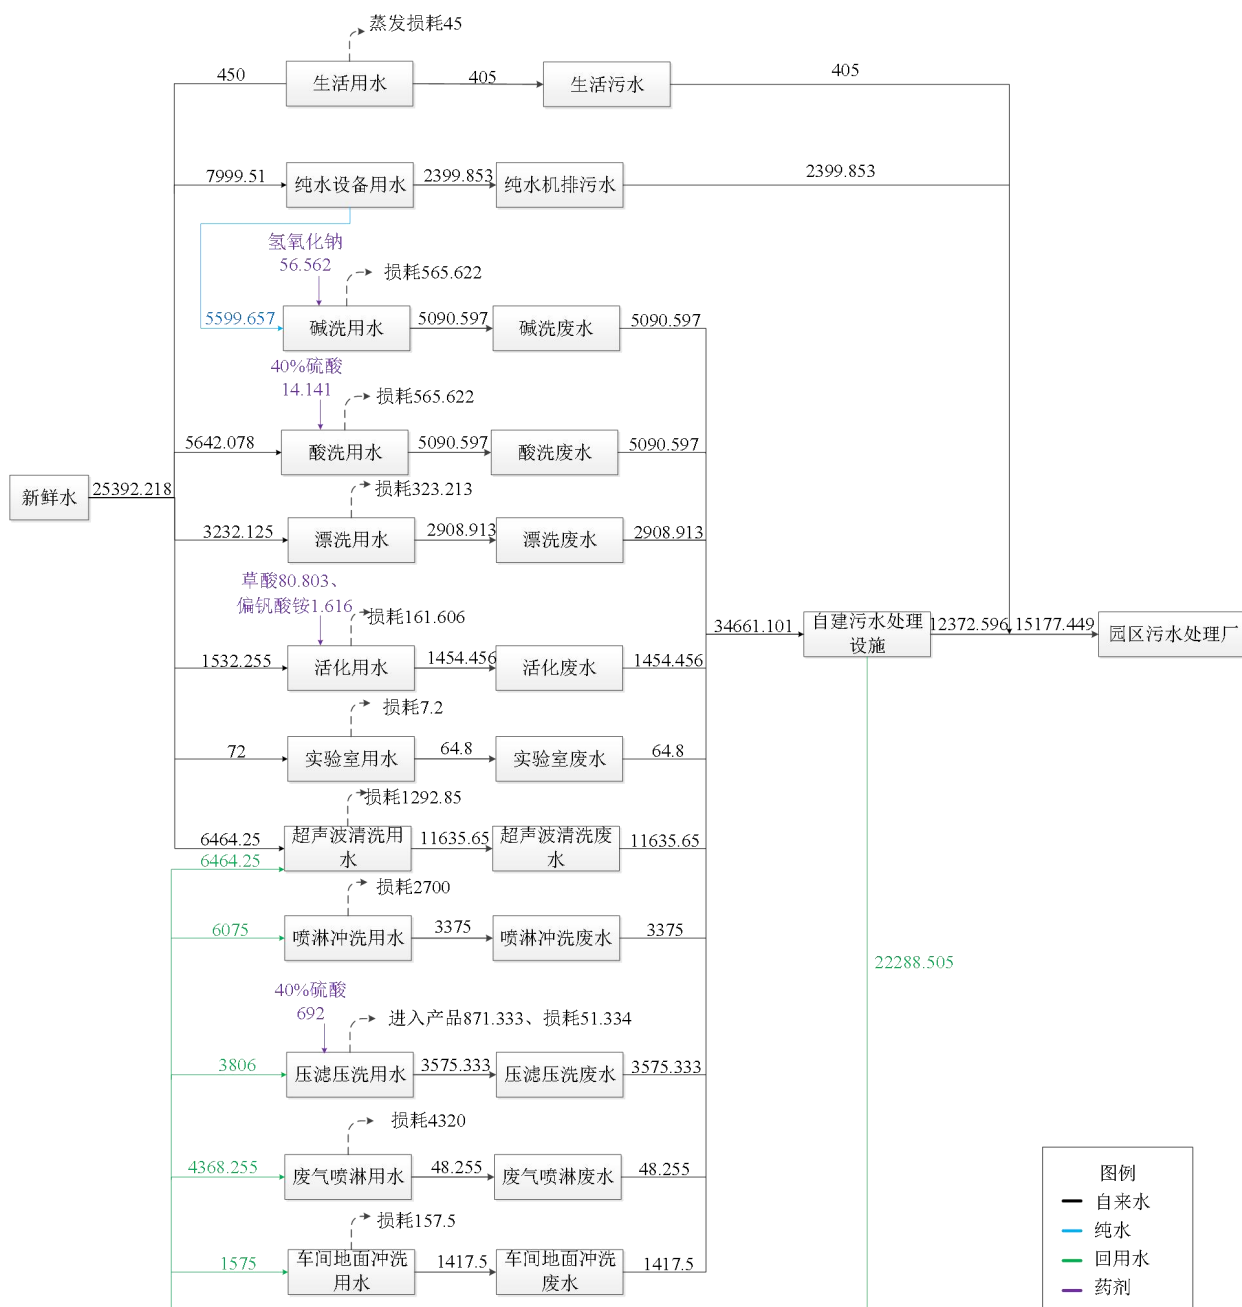 蒸发损耗45
450
生活用水
405
生活污水
405
7999.51
纯水设备用水
2399.853
纯水机排污水
2399.853
氢氧化钠
56.562
损耗565.622
5599.657
碱洗用水
5090.597
碱洗废水
5090.597
40%硫酸
14.141
损耗565.622
5642.078
酸洗用水
5090.597
酸洗废水
5090.597
新鲜水
25392.218
损耗323.213
3232.125
漂洗用水
2908.913
漂洗废水
2908.913
草酸80.803、
偏钒酸铵1.616
损耗161.606
1532.255
活化用水
1454.456
活化废水
1454.456
34661.101
自建污水处理
设施
12372.596
15177.449
园区污水处理厂
损耗7.2
72
实验室用水
64.8
实验室废水
64.8
损耗1292.85
6464.25
6464.25
超声波清洗用
水
11635.65
超声波清洗废
水
11635.65
损耗2700
6075
喷淋冲洗用水
3375
喷淋冲洗废水
3375
22288.505
40%硫酸
692
进入产品871.333、损耗51.334
3806
压滤压洗用水
3575.333
压滤压洗废水
3575.333
损耗4320
4368.255
废气喷淋用水
48.255
废气喷淋废水
48.255
损耗157.5
1575
车间地面冲洗
用水
1417.5
车间地面冲洗
废水
1417.5
图例
自来水
纯水
回用水
药剂